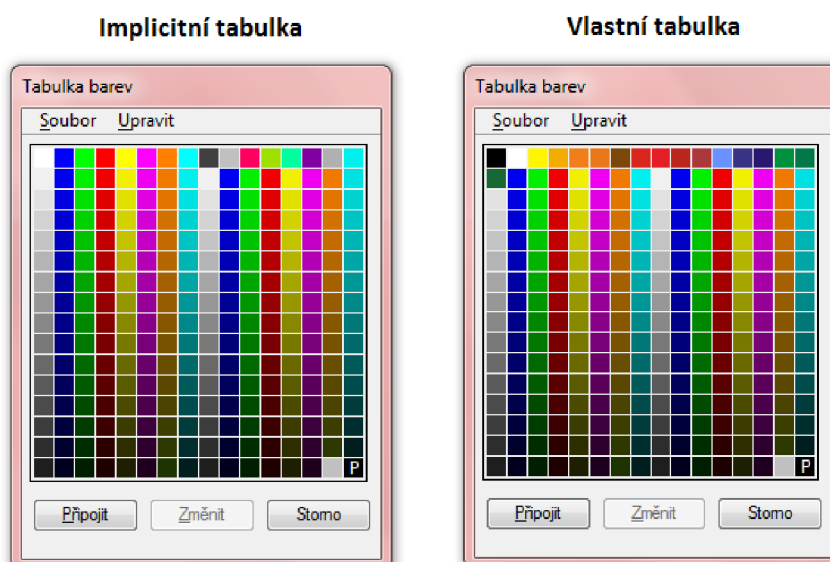 Implicitní tabulka
Tabulka barev
Soubor Upravit
P
Připojit Změnit Storno
Vlastní tabulka
Tabulka barev
Soubor Upravit
P
Připojit Změnit Storno